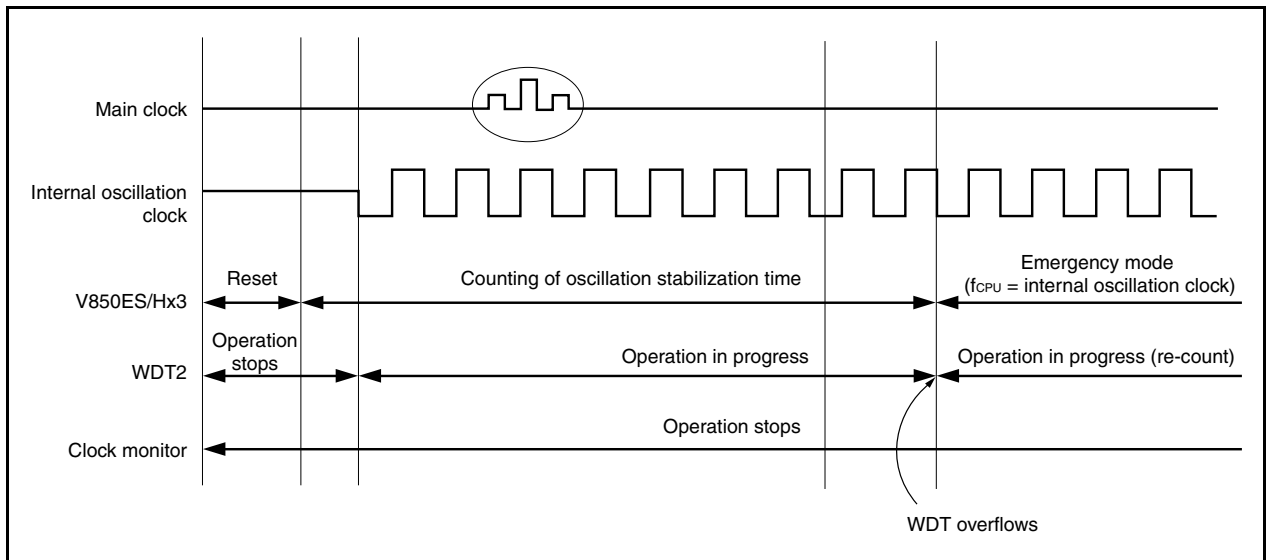 Main clock
Internal oscillation
clock
V850ES/Hx3
Reset
Counting of oscillation stabilization time
Emergency mode
(fCPU = internal oscillation clock)
WDT2
Operation
stops
Operation in progress
Operation in progress (re-count)
Clock monitor
Operation stops
WDT overflows